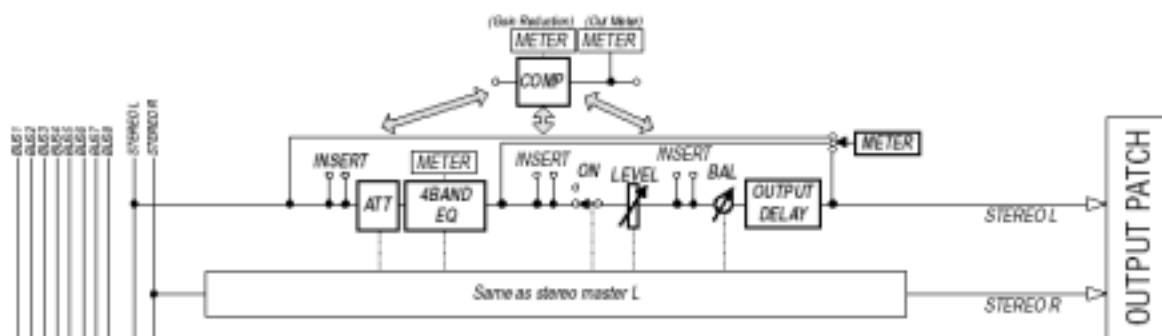 (Gain Reduction) (Out Meter)
METER METER
COMP
BUS1
BUS2
BUS3
BUS4
BUS5
BUS6
BUS7
BUS8
STEREO L
STEREO R
METER
INSERT
METER
INSERT
ON
LEVEL
INSERT
BAL
ATT
4BAND
EQ
OUTPUT
DELAY
STEREO L
Same as stereo master L
STEREO R
OUTPUT PATCH